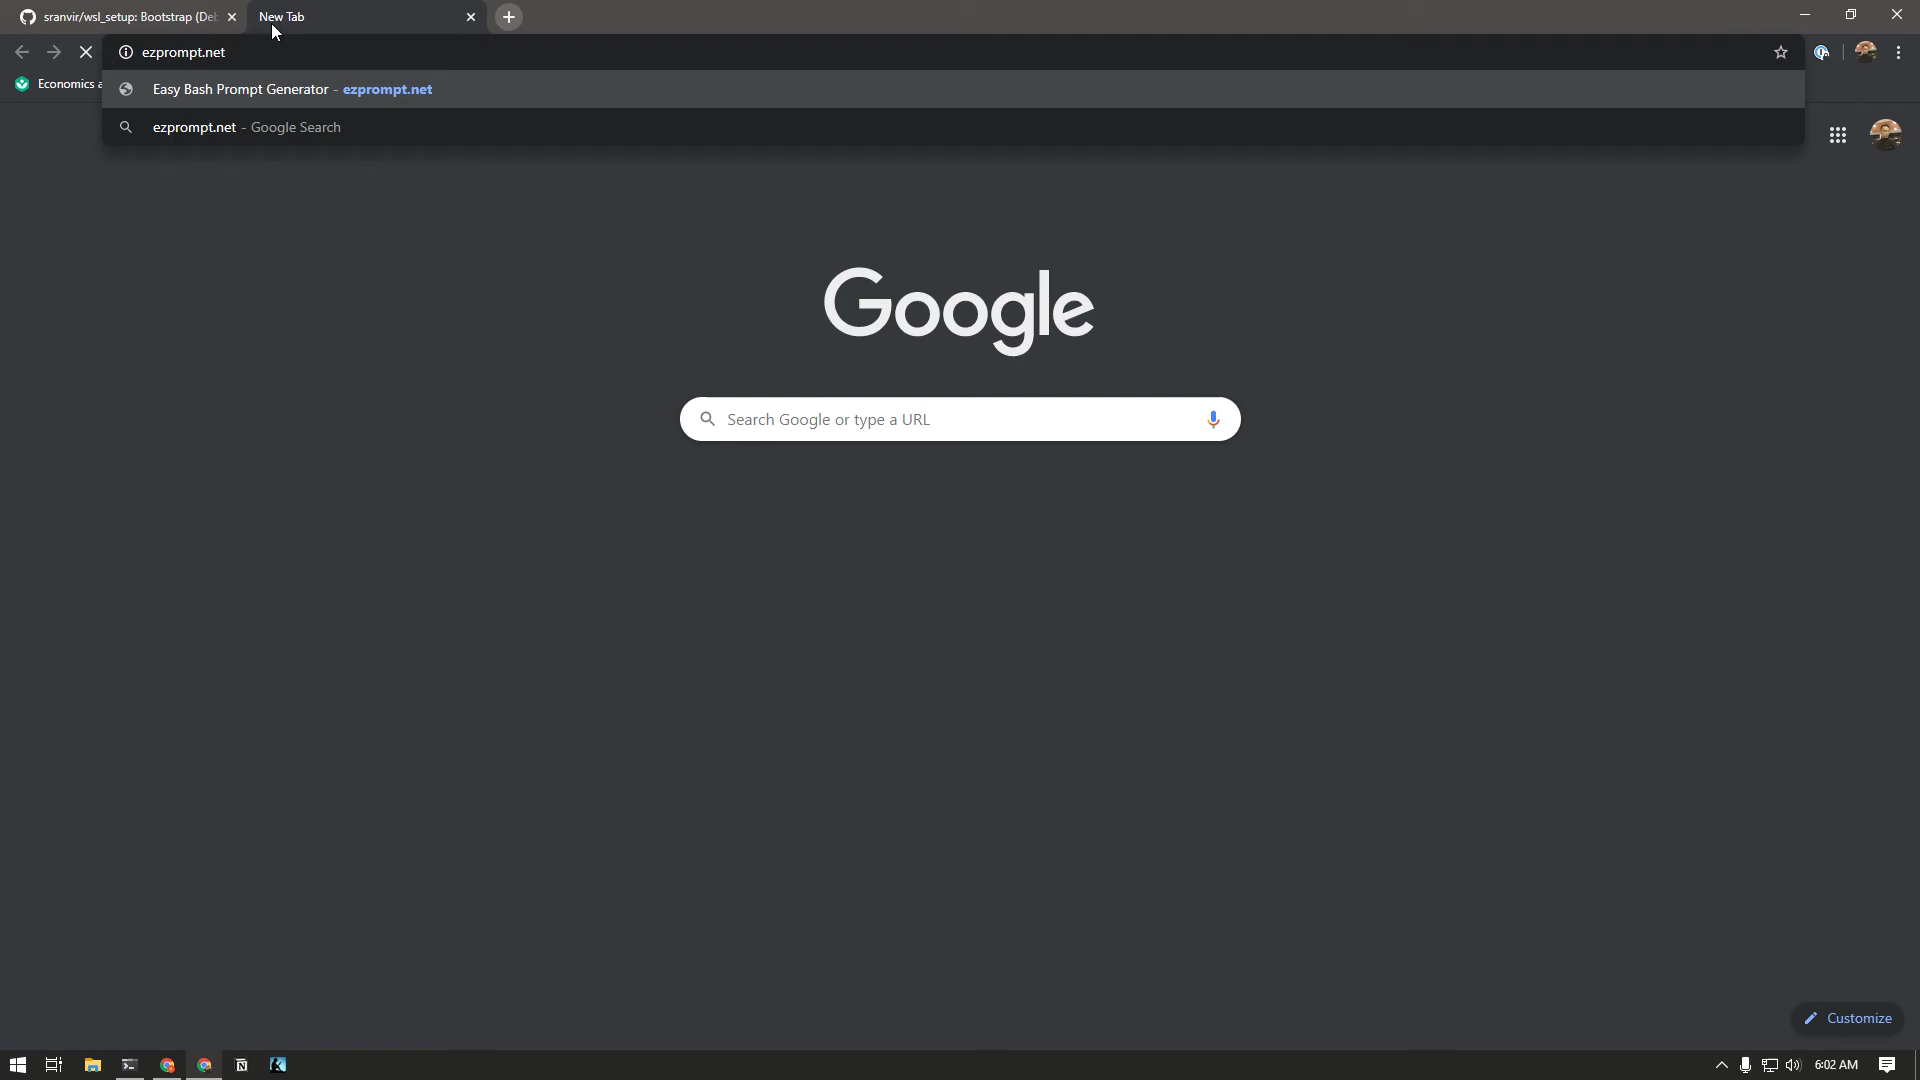 sranvir/wsl_setup: Bootstrap (De
New Tab
ezprompt.net
Economics a
Easy Bash Prompt Generator - ezprompt.net
ezprompt.net - Google Search
Google
Search Google or type a URL
Customize
6:02 AM